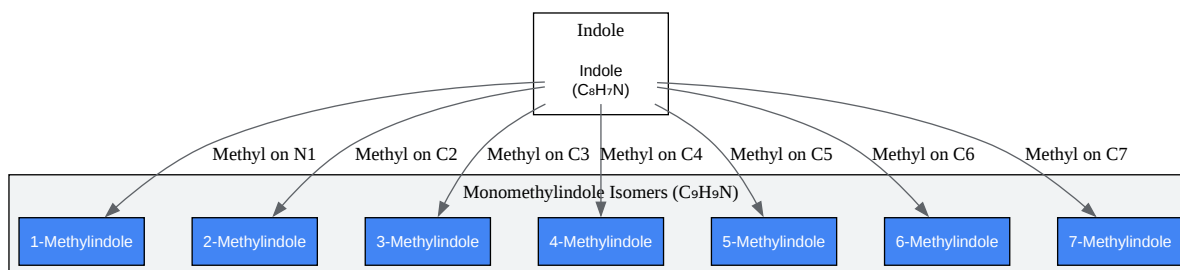 Indole
Indole
(C₈H₇N)
Methyl on N1
Methyl on C2
Methyl on C3
Methyl on C4
Methyl on C5
Methyl on C6
Methyl on C7
Monomethylindole Isomers (C₉H₉N)
1-Methylindole
2-Methylindole
3-Methylindole
4-Methylindole
5-Methylindole
6-Methylindole
7-Methylindole